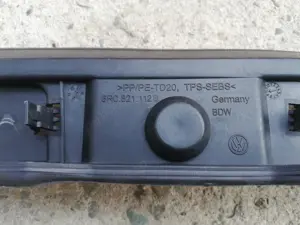 >PP/PE-TD20, TPS-SEBS<
Germany
BDW